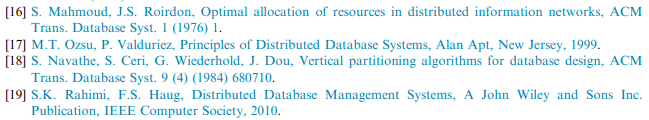 [16] S. Mahmoud, J.S. Roirdon, Optimal allocation of resources in distributed information networks, ACM
Trans. Database Syst. 1 (1976) 1.
[17] M.T. Ozsu, P. Valduriez, Principles of Distributed Database Systems, Alan Apt, New Jersey, 1999.
[18] S. Navathe, S. Ceri, G. Wiederhold, J. Dou, Vertical partitioning algorithms for database design, ACM
Trans. Database Syst. 9 (4) (1984) 680710.
[19] S.K. Rahimi, F.S. Haug, Distributed Database Management Systems, A John Wiley and Sons Inc.
Publication, IEEE Computer Society, 2010.